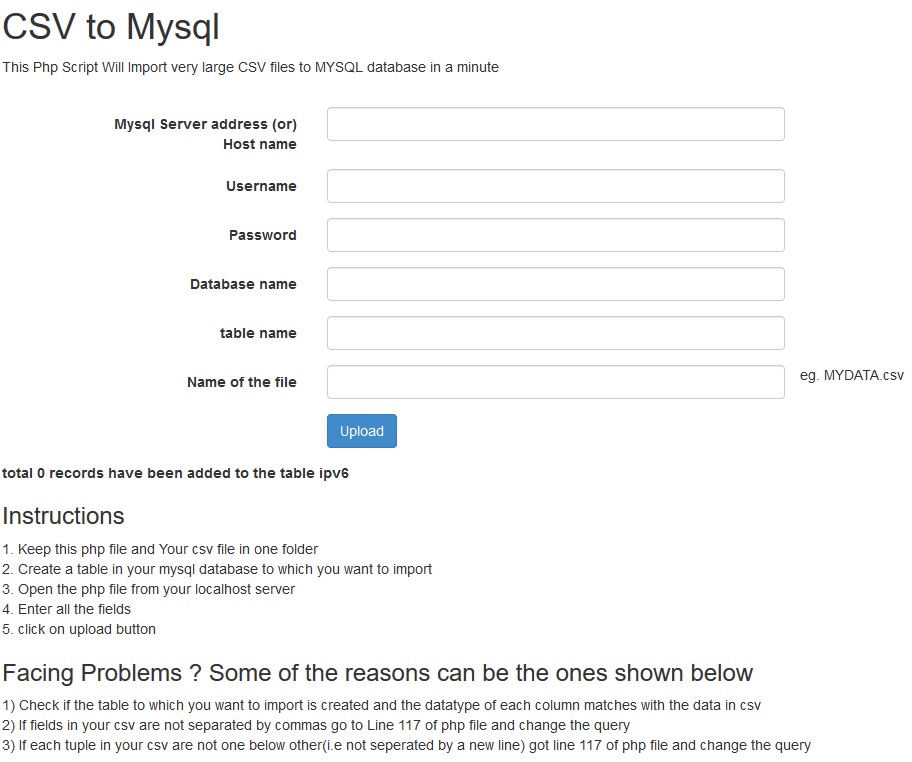 CSV to Mysql
This Php Script Will Import very large CSV files to MYSQL database in a minute
Mysql Server address (or)
Host name
Username
Password
Database name
table name
Name of the file
eg. MYDATA.csv
Upload
total 0 records have been added to the table ipv6
Instructions
1. Keep this php file and Your csv file in one folder
2. Create a table in your mysql database to which you want to import
3. Open the php file from your localhost server
4. Enter all the fields
5. click on upload button
Facing Problems ? Some of the reasons can be the ones shown below
1) Check if the table to which you want to import is created and the datatype of each column matches with the data in csv
2) If fields in your csv are not separated by commas go to Line 117 of php file and change the query
3) If each tuple in your csv are not one below other(i.e not seperated by a new line) got line 117 of php file and change the query